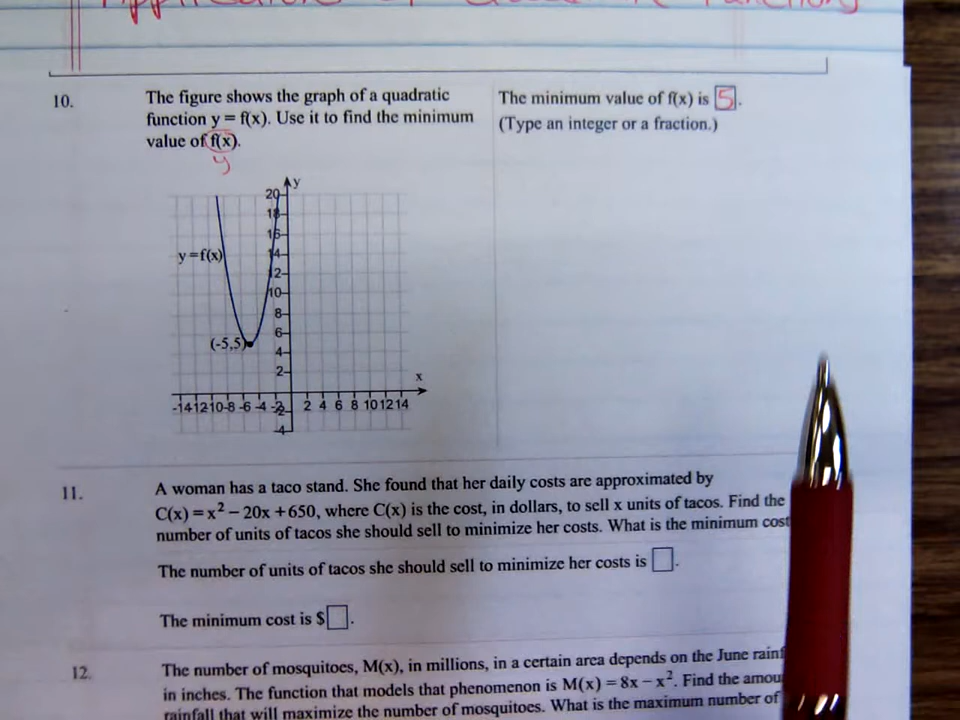 Applications of Quadratic Functions
10. The figure shows the graph of a quadratic
function y = f(x). Use it to find the minimum
value of f(x).
y
The minimum value of f(x) is 5.
(Type an integer or a fraction.)
y
20
18
16
y=f(x) 14
12
10
8
6
(-5,5) 4
2
x
-14 12 10 -8 -6 -4 -2 2 4 6 8 10 12 14
-2
-4
11. A woman has a taco stand. She found that her daily costs are approximated by
C(x) = x² − 20x + 650, where C(x) is the cost, in dollars, to sell x units of tacos. Find the
number of units of tacos she should sell to minimize her costs. What is the minimum cost
The number of units of tacos she should sell to minimize her costs is .
The minimum cost is $ .
12. The number of mosquitoes, M(x), in millions, in a certain area depends on the June rainf
in inches. The function that models that phenomenon is M(x) = 8x − x². Find the amou
rainfall that will maximize the number of mosquitoes. What is the maximum number of